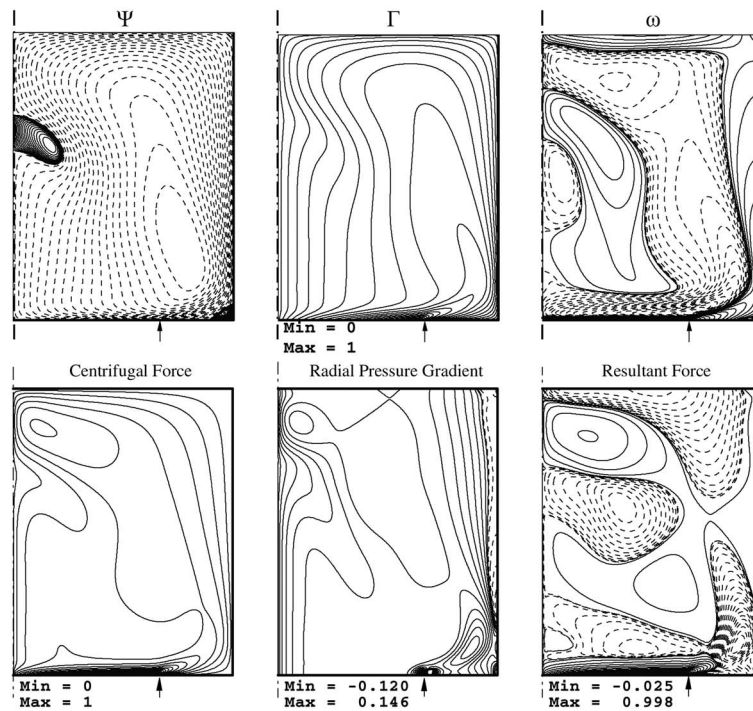 Ψ
Γ
ω
Min = 0
Max = 1
Centrifugal Force
Radial Pressure Gradient
Resultant Force
Min = 0
Max = 1
Min = -0.120
Max = 0.146
Min = -0.025
Max = 0.998